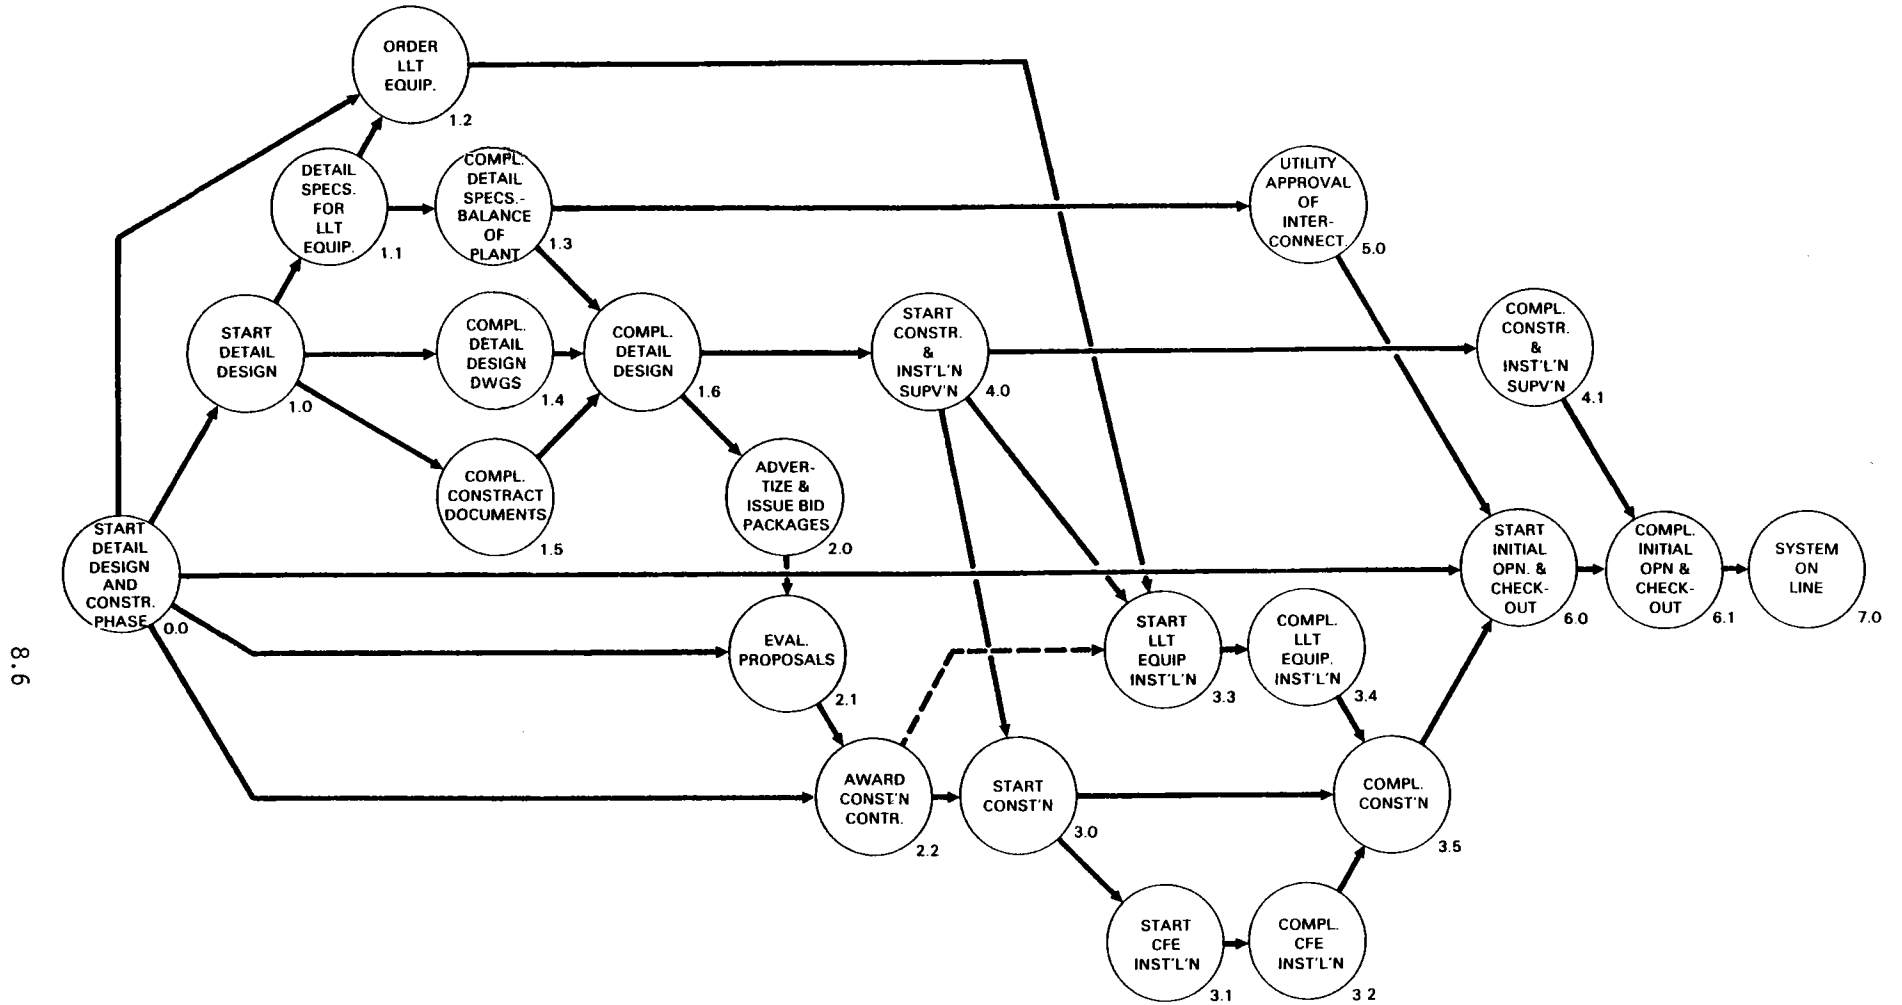 ORDER
LLT
EQUIP.
1.2
DETAIL
SPECS.
FOR
LLT
EQUIP.
1.1
COMPL.
DETAIL
SPECS.-
BALANCE
OF
PLANT
1.3
UTILITY
APPROVAL
OF
INTER-
CONNECT.
5.0
START
DETAIL
DESIGN
1.0
COMPL.
DETAIL
DESIGN
DWGS
1.4
COMPL.
DETAIL
DESIGN
1.6
START
CONSTR.
&
INST'L'N
SUPV'N
4.0
COMPL.
CONSTR.
&
INST'L'N
SUPV'N
4.1
COMPL.
CONSTRACT
DOCUMENTS
1.5
ADVER-
TIZE &
ISSUE BID
PACKAGES
2.0
START
DETAIL
DESIGN
AND
CONSTR.
PHASE
0.0
START
INITIAL
OPN. &
CHECK-
OUT
6.0
COMPL.
INITIAL
OPN &
CHECK-
OUT
6.1
SYSTEM
ON
LINE
7.0
EVAL.
PROPOSALS
2.1
START
LLT
EQUIP
INST'L'N
3.3
COMPL.
LLT
EQUIP.
INST'L'N
3.4
AWARD
CONST'N
CONTR.
2.2
START
CONST'N
3.0
COMPL.
CONST'N
3.5
START
CFE
INST'L'N
3.1
COMPL.
CFE
INST'L'N
3 2
8.6